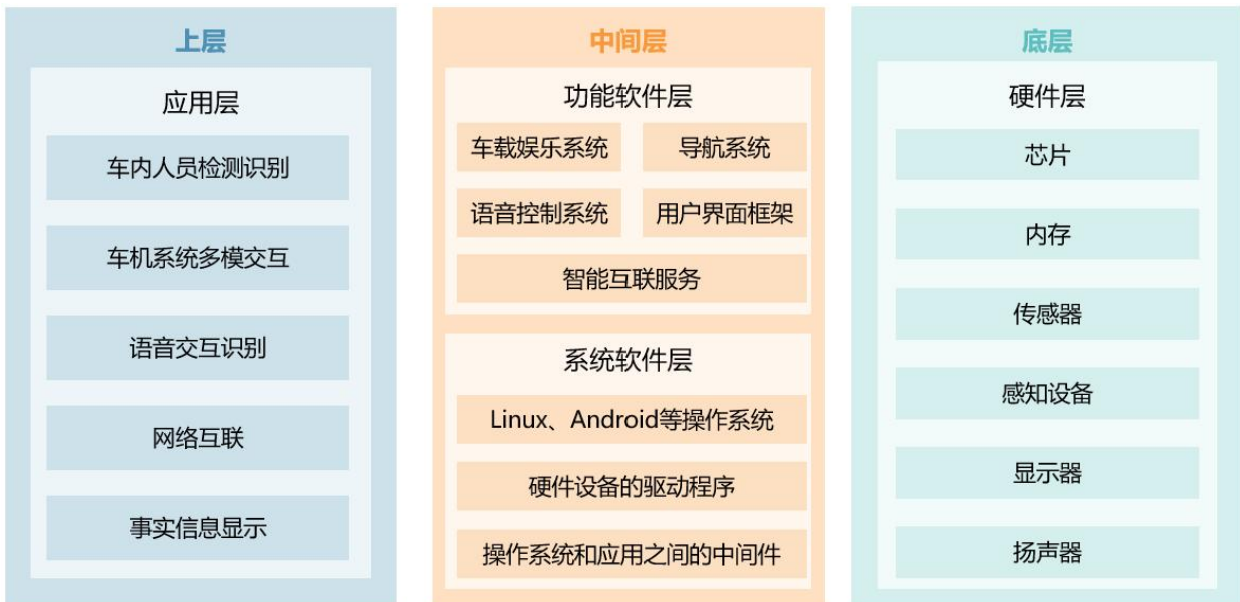 上层
应用层
车内人员检测识别
车机系统多模交互
语音交互识别
网络互联
事实信息显示
中间层
功能软件层
车载娱乐系统
导航系统
语音控制系统
用户界面框架
智能互联服务
系统软件层
Linux、Android等操作系统
硬件设备的驱动程序
操作系统和应用之间的中间件
底层
硬件层
芯片
内存
传感器
感知设备
显示器
扬声器